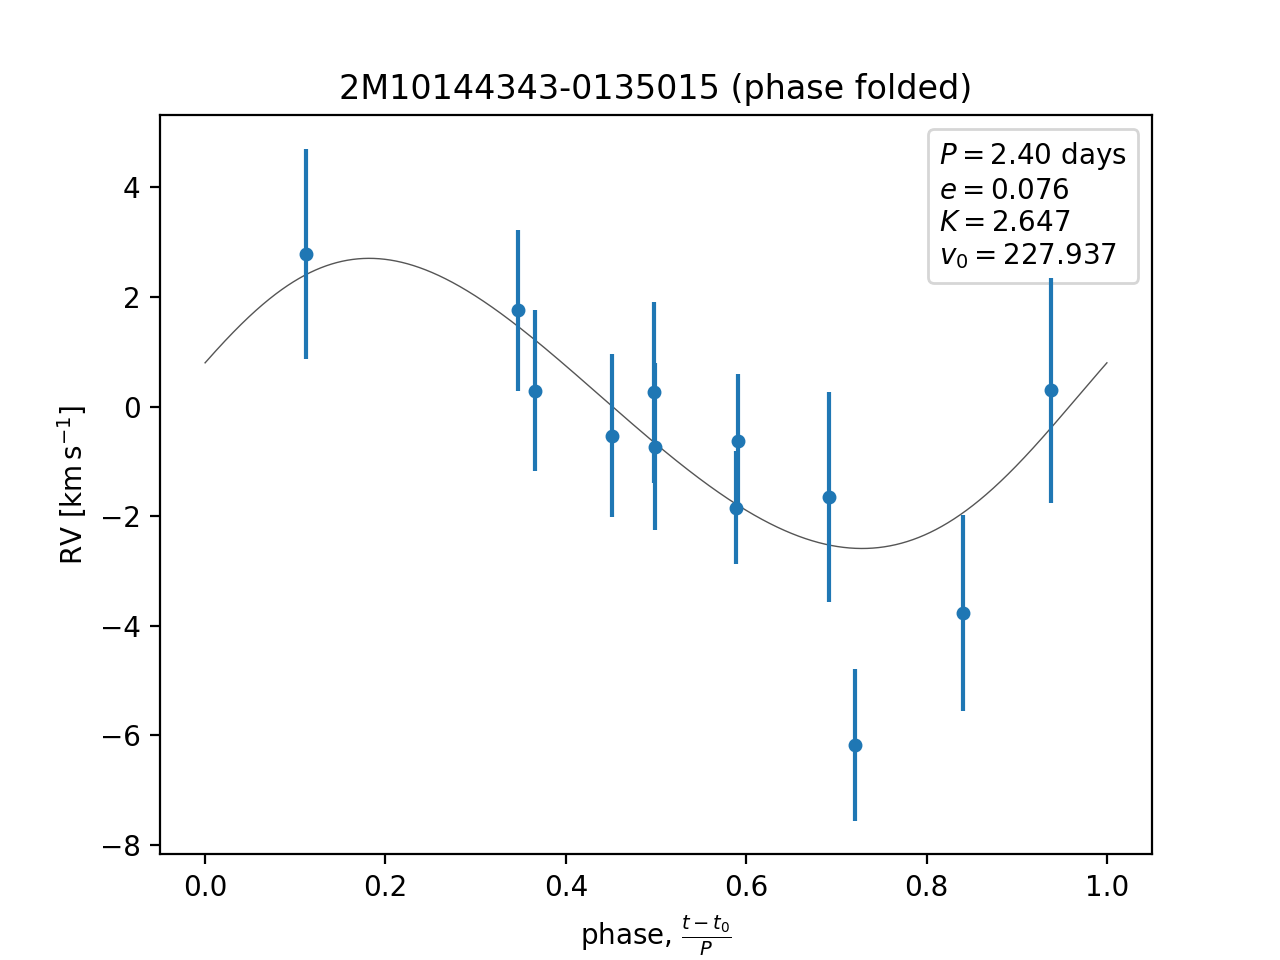 2M10144343-0135015 (phase folded)
P = 2.40 days
e = 0.076
K = 2.647
v₀ = 227.937
4
2
0
−2
−4
−6
−8
RV [km s⁻¹]
0.0 0.2 0.4 0.6 0.8 1.0
phase, (t − t₀)/P